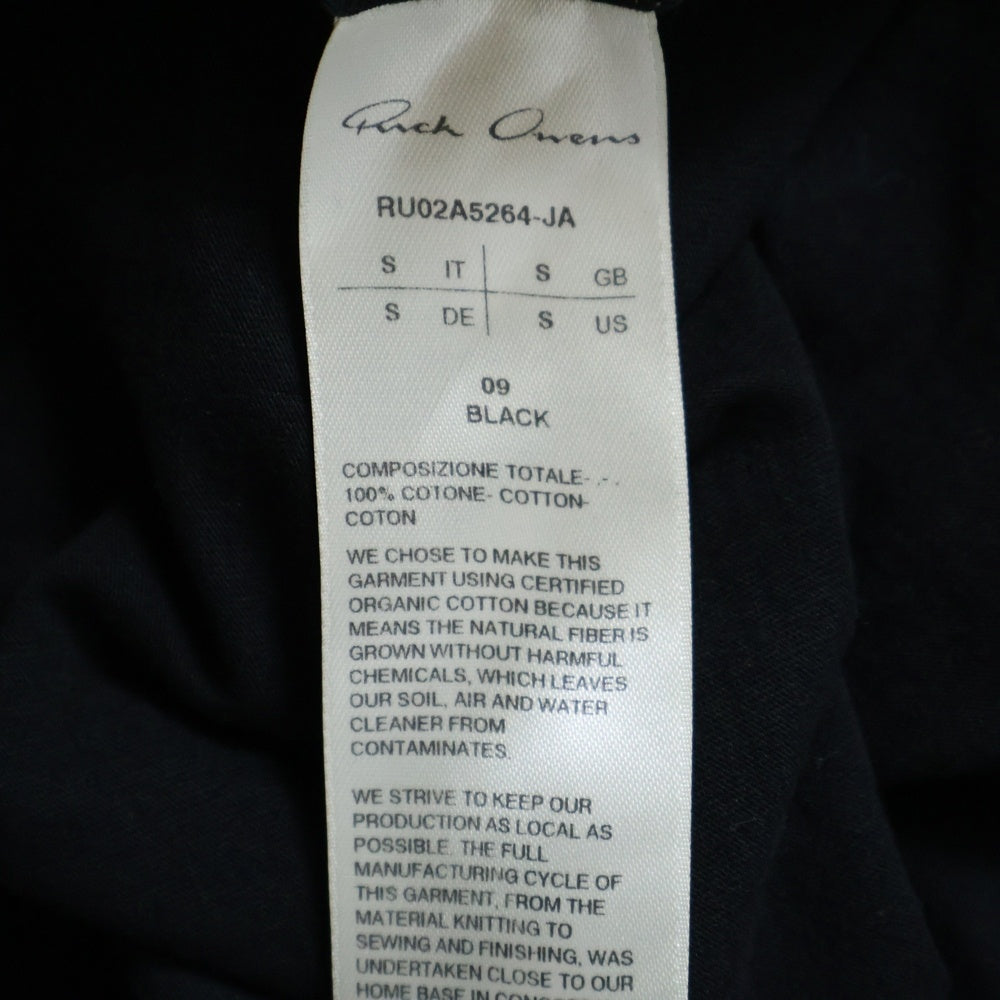 Rick Owens
RU02A5264-JA
S IT S GB
S DE S US
09
BLACK
COMPOSIZIONE TOTALE- .- .
100% COTONE- COTTON-
COTON
WE CHOSE TO MAKE THIS
GARMENT USING CERTIFIED
ORGANIC COTTON BECAUSE IT
MEANS THE NATURAL FIBER IS
GROWN WITHOUT HARMFUL
CHEMICALS, WHICH LEAVES
OUR SOIL, AIR AND WATER
CLEANER FROM
CONTAMINATES.
WE STRIVE TO KEEP OUR
PRODUCTION AS LOCAL AS
POSSIBLE. THE FULL
MANUFACTURING CYCLE OF
THIS GARMENT, FROM THE
MATERIAL KNITTING TO
SEWING AND FINISHING, WAS
UNDERTAKEN CLOSE TO OUR
HOME BASE IN